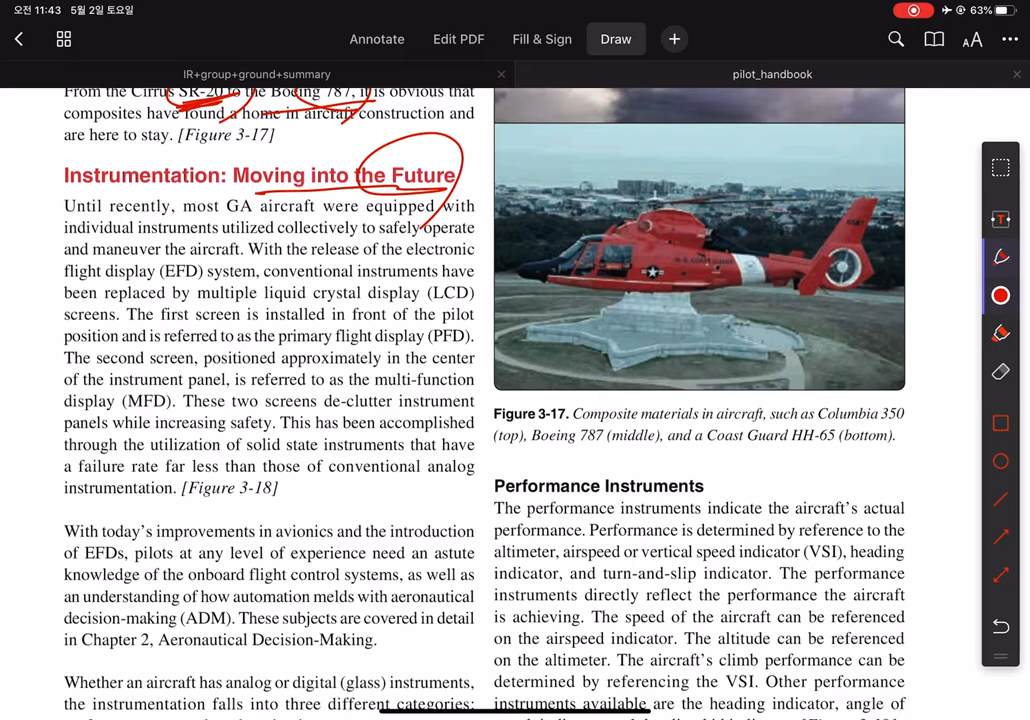 오전 11:43 5월 2일 토요일
63%
Annotate Edit PDF Fill & Sign Draw
AA
IR+group+ground+summary
pilot_handbook
From the Cirrus SR-20 to the Boeing 787, it is obvious that
composites have found a home in aircraft construction and
are here to stay. [Figure 3-17]
Instrumentation: Moving into the Future
Until recently, most GA aircraft were equipped with
individual instruments utilized collectively to safely operate
and maneuver the aircraft. With the release of the electronic
flight display (EFD) system, conventional instruments have
been replaced by multiple liquid crystal display (LCD)
screens. The first screen is installed in front of the pilot
position and is referred to as the primary flight display (PFD).
The second screen, positioned approximately in the center
of the instrument panel, is referred to as the multi-function
display (MFD). These two screens de-clutter instrument
panels while increasing safety. This has been accomplished
through the utilization of solid state instruments that have
a failure rate far less than those of conventional analog
instrumentation. [Figure 3-18]
With today's improvements in avionics and the introduction
of EFDs, pilots at any level of experience need an astute
knowledge of the onboard flight control systems, as well as
an understanding of how automation melds with aeronautical
decision-making (ADM). These subjects are covered in detail
in Chapter 2, Aeronautical Decision-Making.
Whether an aircraft has analog or digital (glass) instruments,
the instrumentation falls into three different categories:
U.S. COAST GUARD
Figure 3-17. Composite materials in aircraft, such as Columbia 350
(top), Boeing 787 (middle), and a Coast Guard HH-65 (bottom).
Performance Instruments
The performance instruments indicate the aircraft's actual
performance. Performance is determined by reference to the
altimeter, airspeed or vertical speed indicator (VSI), heading
indicator, and turn-and-slip indicator. The performance
instruments directly reflect the performance the aircraft
is achieving. The speed of the aircraft can be referenced
on the airspeed indicator. The altitude can be referenced
on the altimeter. The aircraft's climb performance can be
determined by referencing the VSI. Other performance
instruments available are the heading indicator, angle of
T